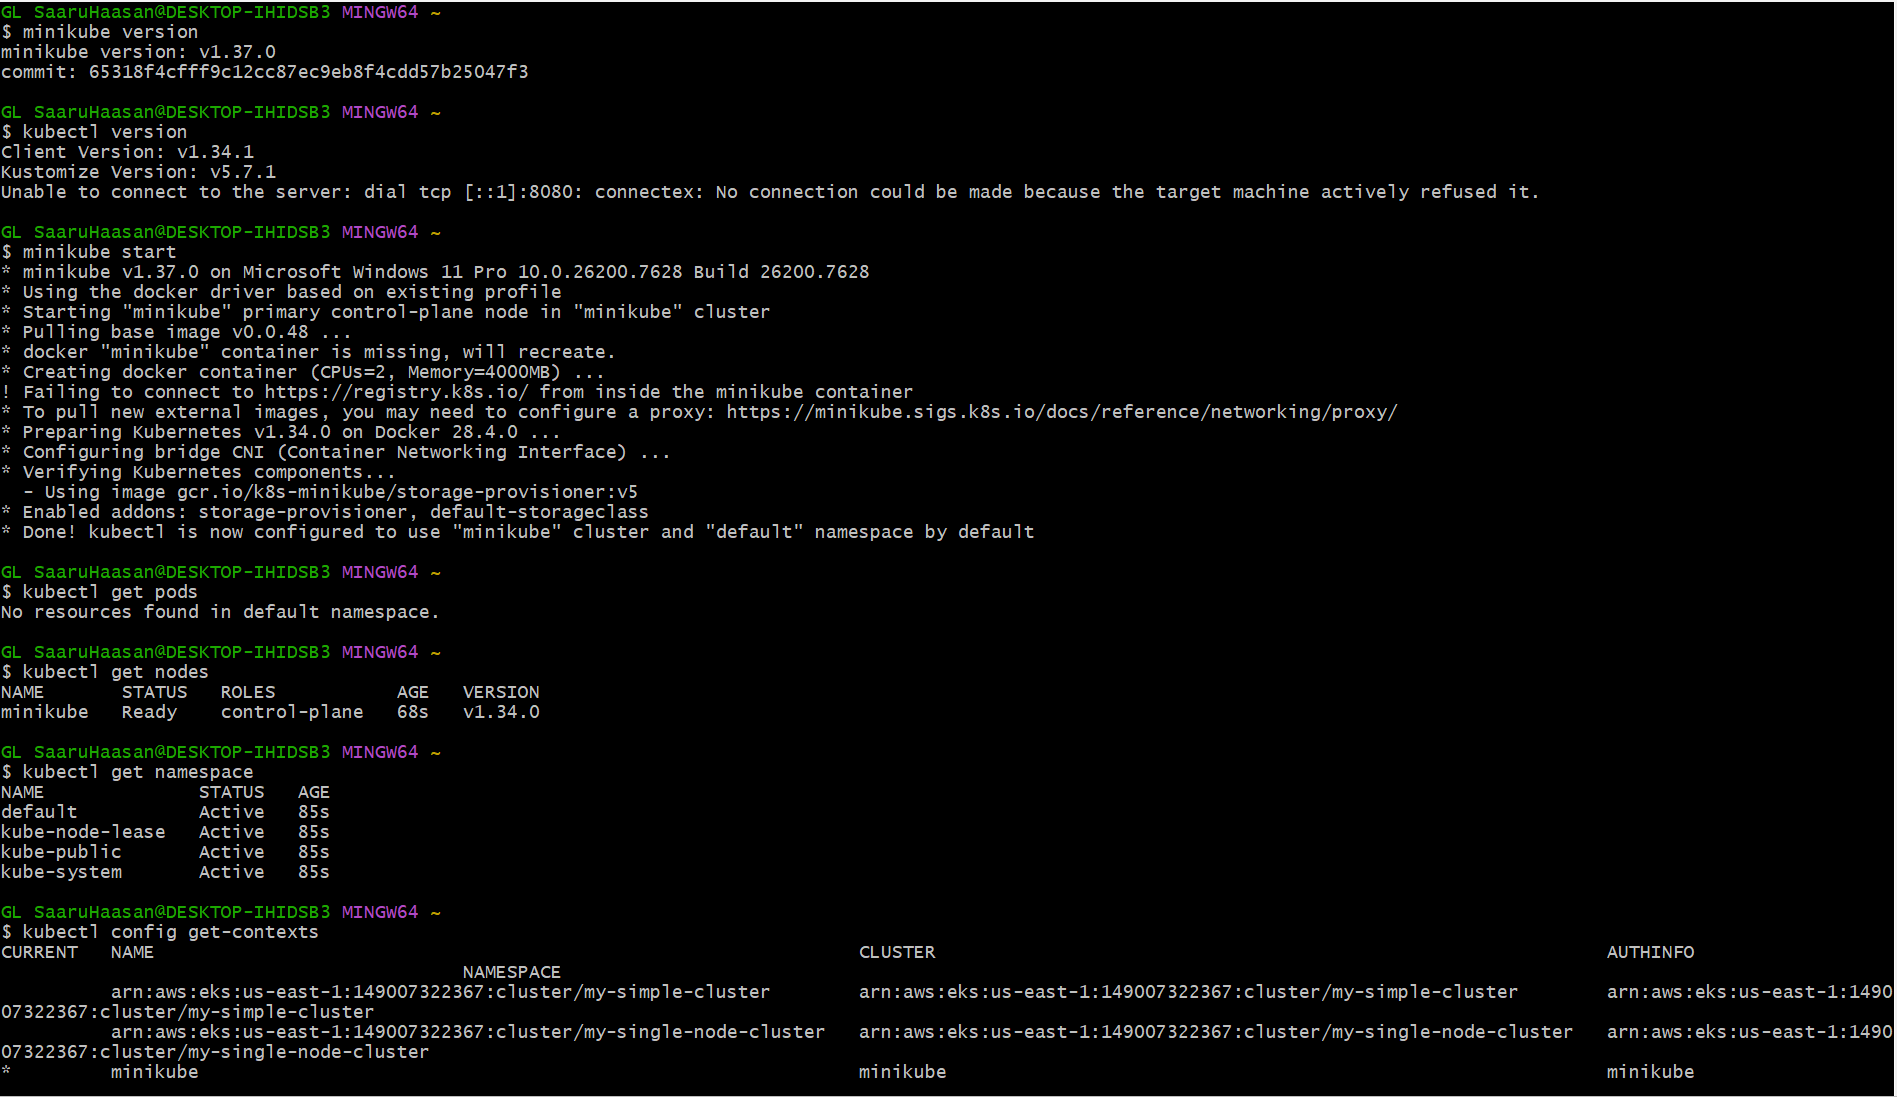 GL SaaruHaasan@DESKTOP-IHIDSB3 MINGW64 ~
$ minikube version
minikube version: v1.37.0
commit: 65318f4cfff9c12cc87ec9eb8f4cdd57b25047f3
GL SaaruHaasan@DESKTOP-IHIDSB3 MINGW64 ~
$ kubectl version
Client Version: v1.34.1
Kustomize Version: v5.7.1
Unable to connect to the server: dial tcp [::1]:8080: connectex: No connection could be made because the target machine actively refused it.
GL SaaruHaasan@DESKTOP-IHIDSB3 MINGW64 ~
$ minikube start
* minikube v1.37.0 on Microsoft Windows 11 Pro 10.0.26200.7628 Build 26200.7628
* Using the docker driver based on existing profile
* Starting "minikube" primary control-plane node in "minikube" cluster
* Pulling base image v0.0.48 ...
* docker "minikube" container is missing, will recreate.
* Creating docker container (CPUs=2, Memory=4000MB) ...
! Failing to connect to https://registry.k8s.io/ from inside the minikube container
* To pull new external images, you may need to configure a proxy: https://minikube.sigs.k8s.io/docs/reference/networking/proxy/
* Preparing Kubernetes v1.34.0 on Docker 28.4.0 ...
* Configuring bridge CNI (Container Networking Interface) ...
* Verifying Kubernetes components...
  - Using image gcr.io/k8s-minikube/storage-provisioner:v5
* Enabled addons: storage-provisioner, default-storageclass
* Done! kubectl is now configured to use "minikube" cluster and "default" namespace by default
GL SaaruHaasan@DESKTOP-IHIDSB3 MINGW64 ~
$ kubectl get pods
No resources found in default namespace.
GL SaaruHaasan@DESKTOP-IHIDSB3 MINGW64 ~
$ kubectl get nodes
NAME       STATUS   ROLES           AGE   VERSION
minikube   Ready    control-plane   68s   v1.34.0
GL SaaruHaasan@DESKTOP-IHIDSB3 MINGW64 ~
$ kubectl get namespace
NAME              STATUS   AGE
default           Active   85s
kube-node-lease   Active   85s
kube-public       Active   85s
kube-system       Active   85s
GL SaaruHaasan@DESKTOP-IHIDSB3 MINGW64 ~
$ kubectl config get-contexts
CURRENT   NAME                                                                CLUSTER                                                             AUTHINFO
                                          NAMESPACE
          arn:aws:eks:us-east-1:149007322367:cluster/my-simple-cluster        arn:aws:eks:us-east-1:149007322367:cluster/my-simple-cluster        arn:aws:eks:us-east-1:1490
07322367:cluster/my-simple-cluster
          arn:aws:eks:us-east-1:149007322367:cluster/my-single-node-cluster   arn:aws:eks:us-east-1:149007322367:cluster/my-single-node-cluster   arn:aws:eks:us-east-1:1490
07322367:cluster/my-single-node-cluster
*         minikube                                                            minikube                                                            minikube